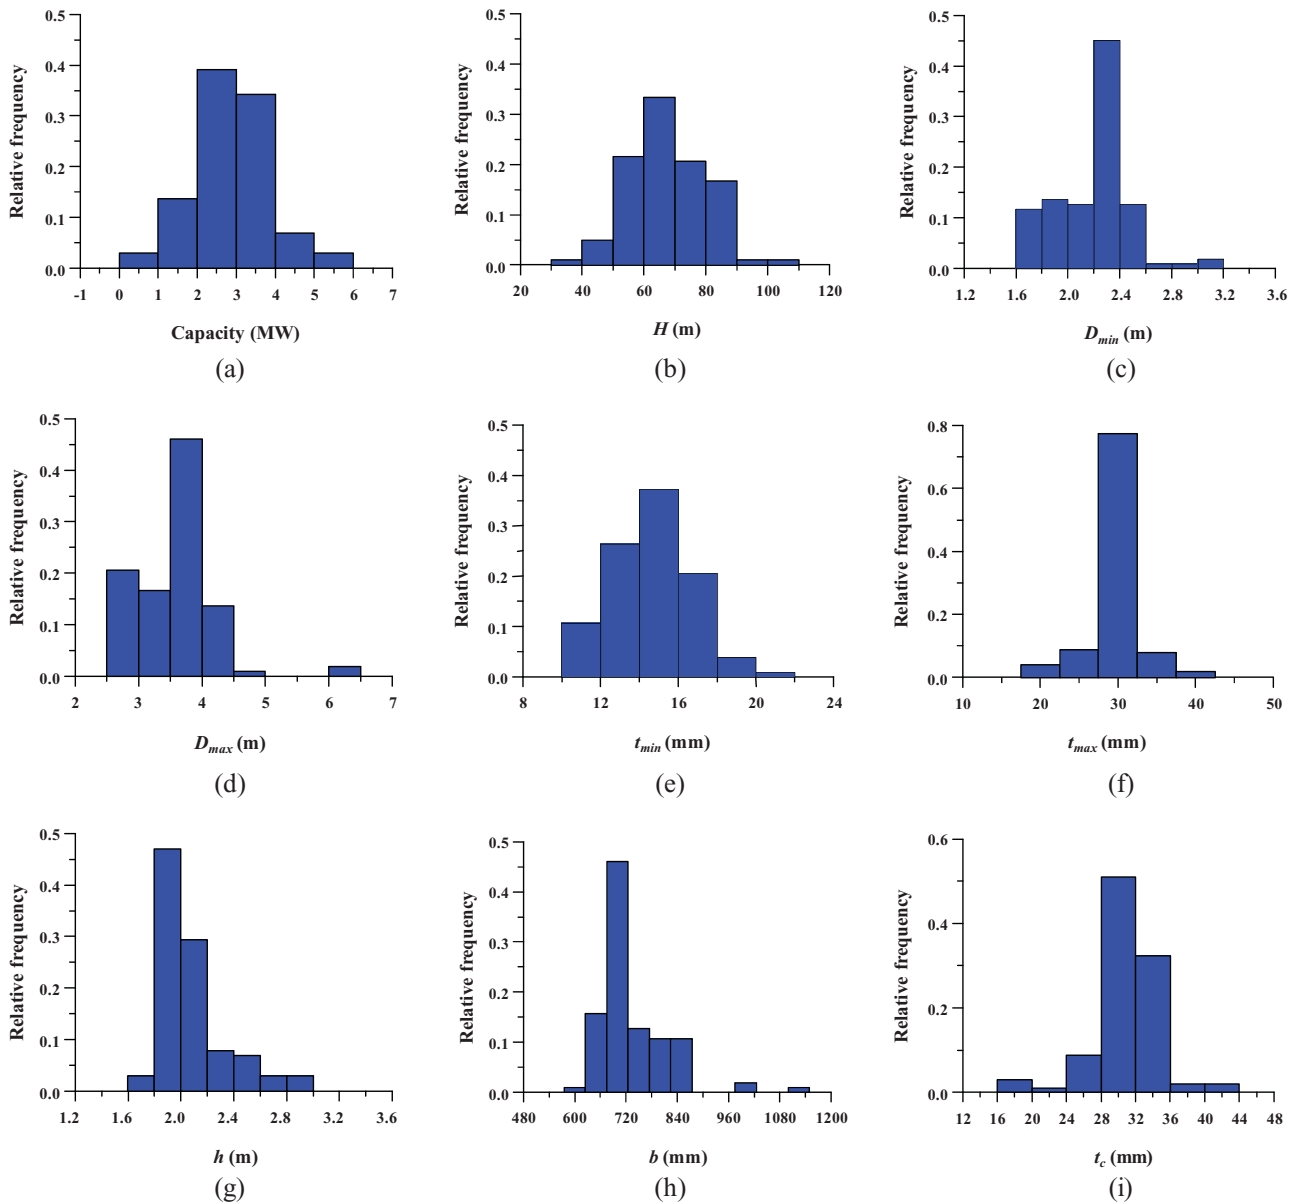 Relative frequency
0.5
0.4
0.3
0.2
0.1
0.0
-1 0 1 2 3 4 5 6 7
Capacity (MW)
(a)
Relative frequency
0.5
0.4
0.3
0.2
0.1
0.0
20 40 60 80 100 120
H (m)
(b)
Relative frequency
0.5
0.4
0.3
0.2
0.1
0.0
1.2 1.6 2.0 2.4 2.8 3.2 3.6
Dmin (m)
(c)
Relative frequency
0.5
0.4
0.3
0.2
0.1
0.0
2 3 4 5 6 7
Dmax (m)
(d)
Relative frequency
0.5
0.4
0.3
0.2
0.1
0.0
8 12 16 20 24
tmin (mm)
(e)
Relative frequency
0.8
0.6
0.4
0.2
0.0
10 20 30 40 50
tmax (mm)
(f)
Relative frequency
0.5
0.4
0.3
0.2
0.1
0.0
1.2 1.6 2.0 2.4 2.8 3.2 3.6
h (m)
(g)
Relative frequency
0.5
0.4
0.3
0.2
0.1
0.0
480 600 720 840 960 1080 1200
b (mm)
(h)
Relative frequency
0.6
0.4
0.2
0.0
12 16 20 24 28 32 36 40 44 48
tc (mm)
(i)